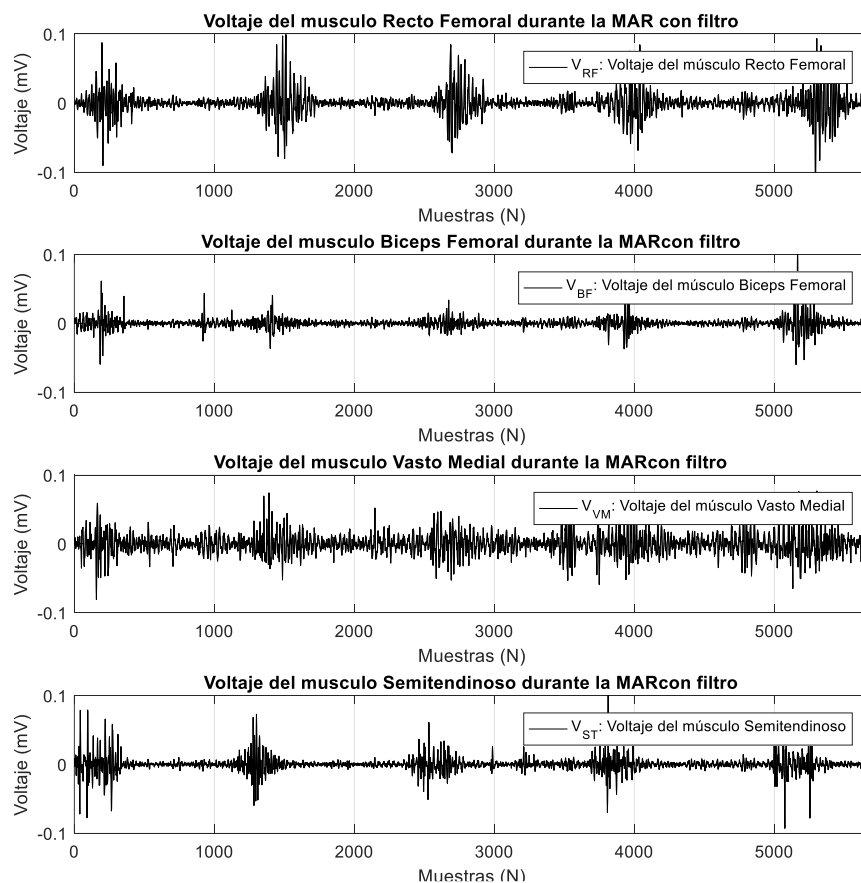 Voltaje del musculo Recto Femoral durante la MAR con filtro
0.1
V_RF: Voltaje del músculo Recto Femoral
Voltaje (mV)
0
-0.1
0 1000 2000 3000 4000 5000
Muestras (N)
Voltaje del musculo Biceps Femoral durante la MARcon filtro
0.1
V_BF: Voltaje del músculo Biceps Femoral
Voltaje (mV)
0
-0.1
0 1000 2000 3000 4000 5000
Muestras (N)
Voltaje del musculo Vasto Medial durante la MARcon filtro
0.1
V_VM: Voltaje del músculo Vasto Medial
Voltaje (mV)
0
-0.1
0 1000 2000 3000 4000 5000
Muestras (N)
Voltaje del musculo Semitendinoso durante la MARcon filtro
0.1
V_ST: Voltaje del músculo Semitendinoso
Voltaje (mV)
0
-0.1
0 1000 2000 3000 4000 5000
Muestras (N)